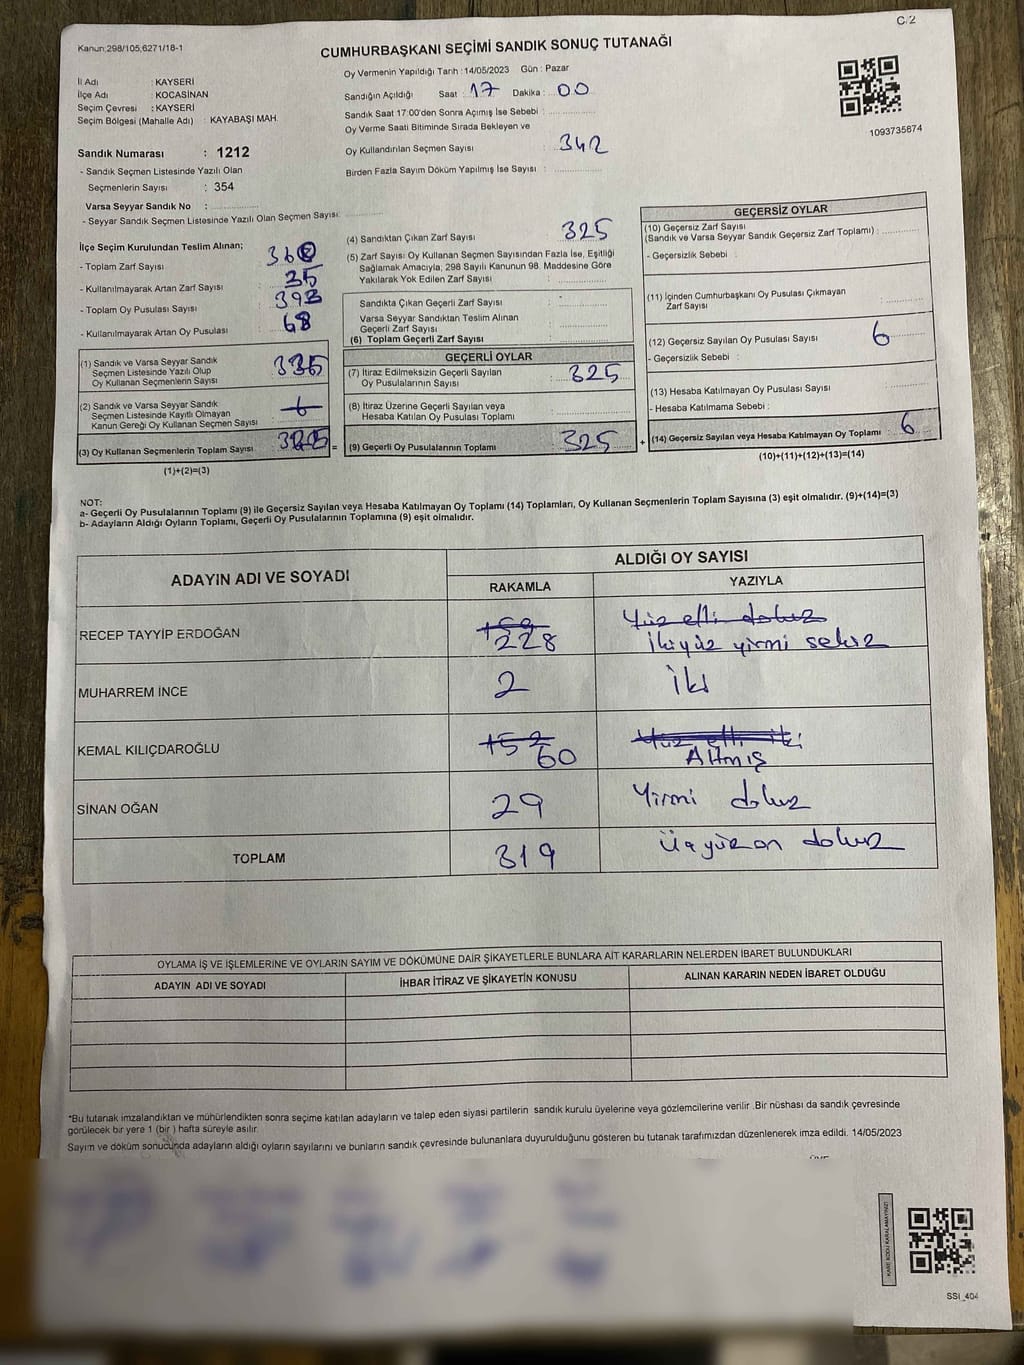 C/2
Kanun:298/105,6271/18-1
CUMHURBAŞKANI SEÇİMİ SANDIK SONUÇ TUTANAĞI
İl Adı : KAYSERİ
İlçe Adı : KOCASİNAN
Seçim Çevresi : KAYSERİ
Seçim Bölgesi (Mahalle Adı) : KAYABAŞI MAH.
Oy Vermenin Yapıldığı Tarih : 14/05/2023 Gün : Pazar
Sandığın Açıldığı Saat : 17 Dakika : 00
Sandık Saat 17:00'den Sonra Açımış İse Sebebi :
Oy Verme Saati Bitiminde Sırada Bekleyen ve
Oy Kullandırılan Seçmen Sayısı : 342
Birden Fazla Sayım Döküm Yapılmış İse Sayısı :
1093735874
Sandık Numarası : 1212
- Sandık Seçmen Listesinde Yazılı Olan
Seçmenlerin Sayısı : 354
Varsa Seyyar Sandık No :
- Seyyar Sandık Seçmen Listesinde Yazılı Olan Seçmen Sayısı:
İlçe Seçim Kurulundan Teslim Alınan;
- Toplam Zarf Sayısı :
- Kullanılmayarak Artan Zarf Sayısı : 35
- Toplam Oy Pusulası Sayısı :
- Kullanılmayarak Artan Oy Pusulası : 68
(1) Sandık ve Varsa Seyyar Sandık
Seçmen Listesinde Yazılı Olup
Oy Kullanan Seçmenlerin Sayısı
(2) Sandık ve Varsa Seyyar Sandık
Seçmen Listesinde Kayıtlı Olmayan
Kanun Gereği Oy Kullanan Seçmen Sayısı : 6
(3) Oy Kullanan Seçmenlerin Toplam Sayısı
(1)+(2)=(3)
(4) Sandıktan Çıkan Zarf Sayısı : 325
(5) Zarf Sayısı Oy Kullanan Seçmen Sayısından Fazla İse, Eşitliği
Sağlamak Amacıyla; 298 Sayılı Kanunun 98. Maddesine Göre
Yakılarak Yok Edilen Zarf Sayısı :
Sandıkta Çıkan Geçerli Zarf Sayısı :
Varsa Seyyar Sandıktan Teslim Alınan
Geçerli Zarf Sayısı
(6) Toplam Geçerli Zarf Sayısı :
GEÇERLİ OYLAR
(7) İtiraz Edilmeksizin Geçerli Sayılan
Oy Pusulalarının Sayısı : 325
(8) İtiraz Üzerine Geçerli Sayılan veya
Hesaba Katılan Oy Pusulası Toplamı :
= (9) Geçerli Oy Pusulalarının Toplamı : 325
GEÇERSİZ OYLAR
(10) Geçersiz Zarf Sayısı
(Sandık ve Varsa Seyyar Sandık Geçersiz Zarf Toplamı) :
- Geçersizlik Sebebi :
(11) İçinden Cumhurbaşkanı Oy Pusulası Çıkmayan
Zarf Sayısı :
(12) Geçersiz Sayılan Oy Pusulası Sayısı : 6
- Geçersizlik Sebebi :
(13) Hesaba Katılmayan Oy Pusulası Sayısı :
- Hesaba Katılmama Sebebi :
+ (14) Geçersiz Sayılan veya Hesaba Katılmayan Oy Toplamı : 6
(10)+(11)+(12)+(13)=(14)
NOT:
a- Geçerli Oy Pusulalarının Toplamı (9) ile Geçersiz Sayılan veya Hesaba Katılmayan Oy Toplamı (14) Toplamları, Oy Kullanan Seçmenlerin Toplam Sayısına (3) eşit olmalıdır. (9)+(14)=(3)
b- Adayların Aldığı Oyların Toplamı, Geçerli Oy Pusulalarının Toplamına (9) eşit olmalıdır.
ADAYIN ADI VE SOYADI ALDIĞI OY SAYISI
RAKAMLA YAZIYLA
Yüz elli dokuz
RECEP TAYYİP ERDOĞAN 228 İkiyüz yirmi sekiz
MUHARREM İNCE 2 İki
152 Yüz elli iki
KEMAL KILIÇDAROĞLU 60 Altmış
SİNAN OĞAN 29 Yirmi dokuz
TOPLAM 319 Üçyüz on dokuz
OYLAMA İŞ VE İŞLEMLERİNE VE OYLARIN SAYIM VE DÖKÜMÜNE DAİR ŞİKAYETLERLE BUNLARA AİT KARARLARIN NELERDEN İBARET BULUNDUKLARI
ADAYIN ADI VE SOYADI İHBAR İTİRAZ VE ŞİKAYETİN KONUSU ALINAN KARARIN NEDEN İBARET OLDUĞU
*Bu tutanak imzalandıktan ve mühürlendikten sonra seçime katılan adayların ve talep eden siyasi partilerin sandık kurulu üyelerine veya gözlemcilerine verilir .Bir nüshası da sandık çevresinde
görülecek bir yere 1 (bir ) hafta süreyle asılır.
Sayım ve döküm sonucunda adayların aldığı oyların sayılarını ve bunların sandık çevresinde bulunanlara duyurulduğunu gösteren bu tutanak tarafımızdan düzenlenerek imza edildi. 14/05/2023
KARE KODU KARALAMAYINIZ!
SSI_404